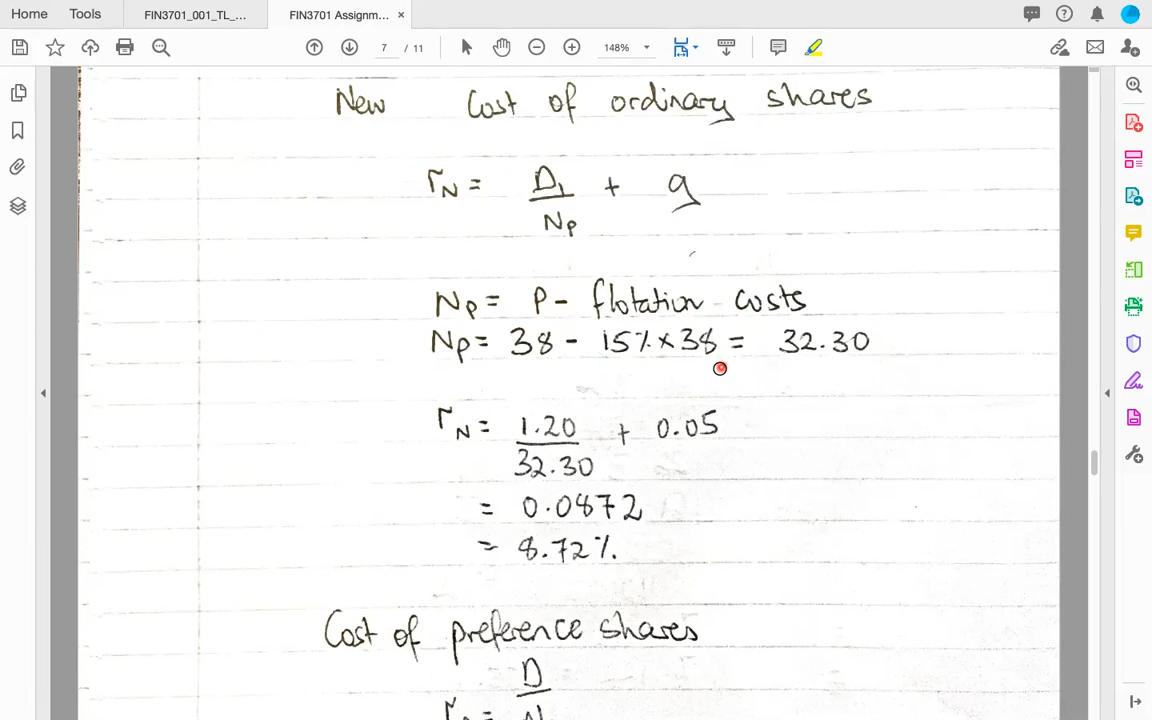 Home Tools FIN3701_001_TL_... FIN3701 Assignm... ×
7 / 11 148%
New Cost of ordinary shares
rN = D1 + g
Np
Np = P - flotation costs
Np = 38 - 15% × 38 = 32.30
rN = 1.20 + 0.05
32.30
= 0.0872
= 8.72%.
Cost of preference shares
D